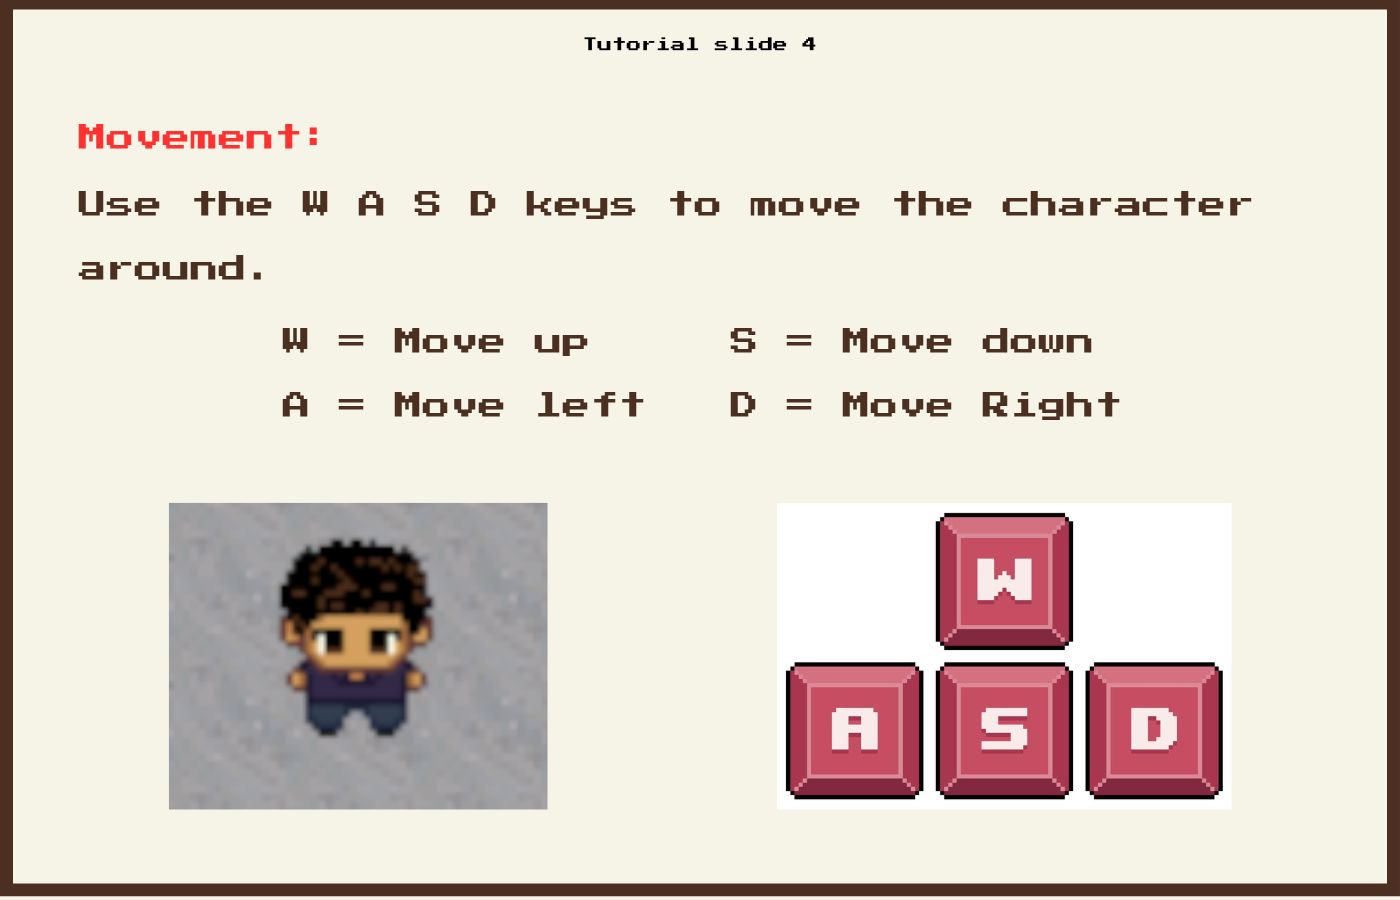 Tutorial slide 4
Movement:
Use the W A S D keys to move the character
around.
W = Move up
S = Move down
A = Move left
D = Move Right
W
A S D